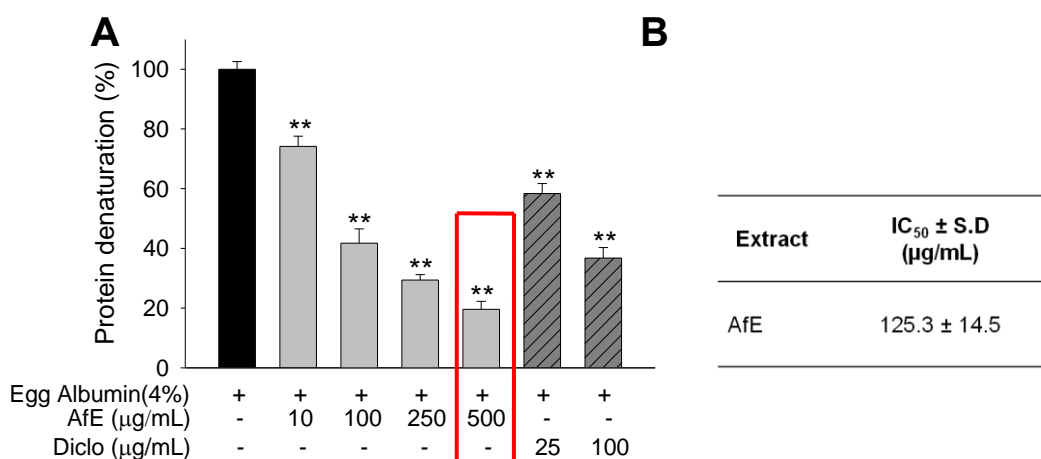 A
B
Protein denaturation (%)
100
80
60
40
20
0
**
**
**
**
**
**
Egg Albumin(4%) + + + + + + +
AfE (μg/mL) - 10 100 250 500 - -
Diclo (μg/mL) - - - - - 25 100
Extract IC₅₀ ± S.D
(μg/mL)
AfE 125.3 ± 14.5